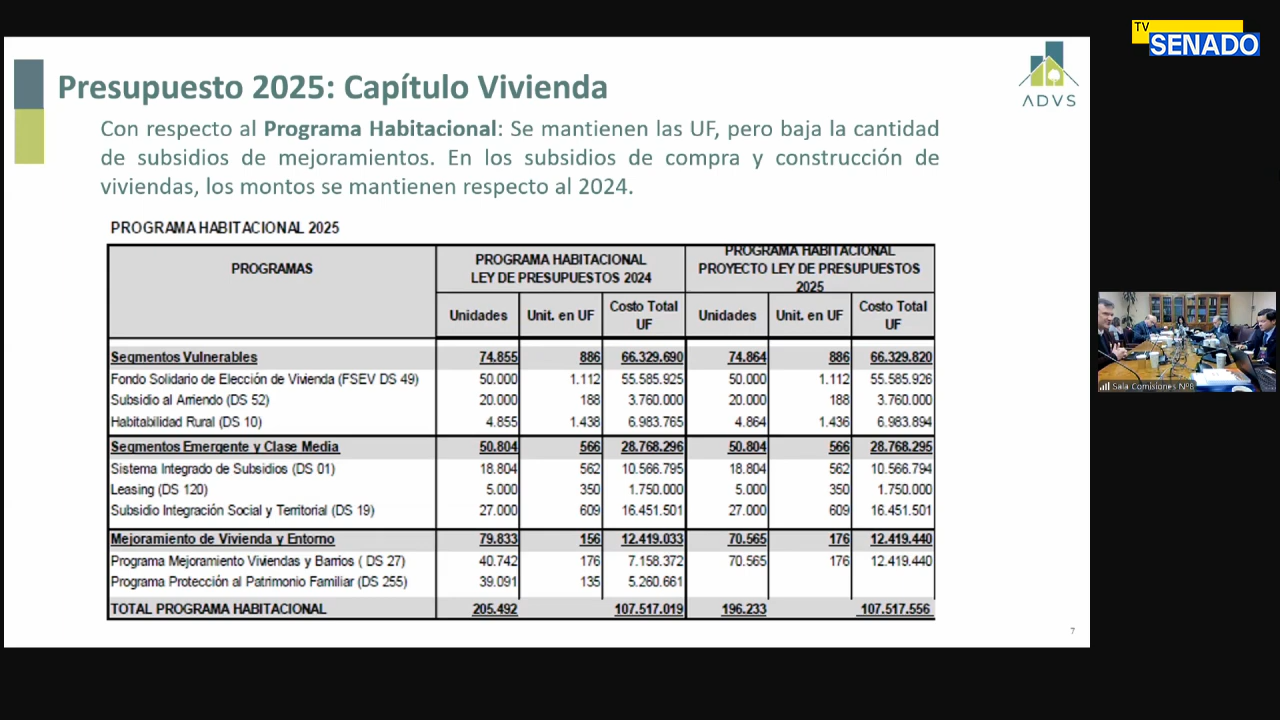 TV
SENADO
ADVS
Presupuesto 2025: Capítulo Vivienda
Con respecto al Programa Habitacional: Se mantienen las UF, pero baja la cantidad
de subsidios de mejoramientos. En los subsidios de compra y construcción de
viviendas, los montos se mantienen respecto al 2024.
PROGRAMA HABITACIONAL 2025
PROGRAMAS
PROGRAMA HABITACIONAL
LEY DE PRESUPUESTOS 2024
PROGRAMA HABITACIONAL
PROYECTO LEY DE PRESUPUESTOS
2025
Unidades Unit. en UF Costo Total UF Unidades Unit. en UF Costo Total UF
Segmentos Vulnerables 74.855 886 66.329.690 74.864 886 66.329.820
Fondo Solidario de Elección de Vivienda (FSEV DS 49) 50.000 1.112 55.585.925 50.000 1.112 55.585.926
Subsidio al Arriendo (DS 52) 20.000 188 3.760.000 20.000 188 3.760.000
Habitabilidad Rural (DS 10) 4.855 1.438 6.983.765 4.864 1.436 6.983.894
Segmentos Emergente y Clase Media 50.804 566 28.768.296 50.804 566 28.768.295
Sistema Integrado de Subsidios (DS 01) 18.804 562 10.566.795 18.804 562 10.566.794
Leasing (DS 120) 5.000 350 1.750.000 5.000 350 1.750.000
Subsidio Integración Social y Territorial (DS 19) 27.000 609 16.451.501 27.000 609 16.451.501
Mejoramiento de Vivienda y Entorno 79.833 156 12.419.033 70.565 176 12.419.440
Programa Mejoramiento Viviendas y Barrios ( DS 27) 40.742 176 7.158.372 70.565 176 12.419.440
Programa Protección al Patrimonio Familiar (DS 255) 39.091 135 5.260.661
TOTAL PROGRAMA HABITACIONAL 205.492 107.517.019 196.233 107.517.556
7
Sala Comisiones Nº8